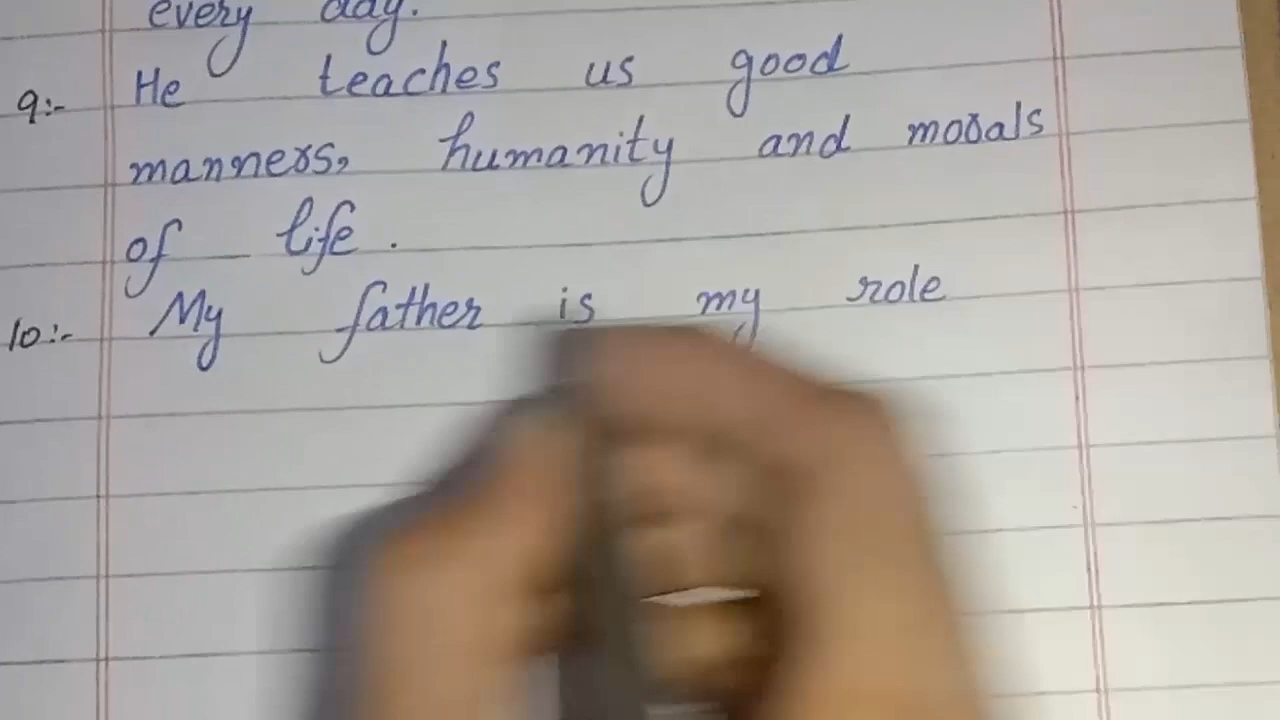 every day.
9:- He teaches us good
manners, humanity and morals
of life.
10:- My father is my role